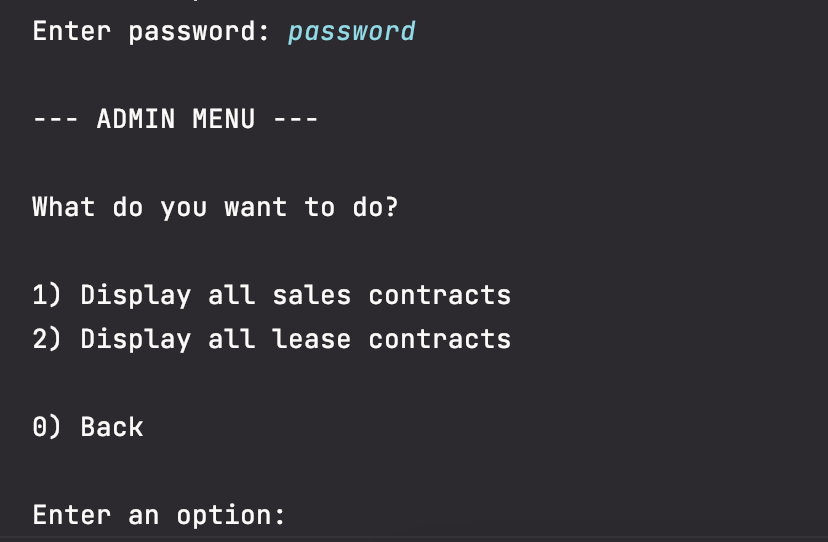 Enter password: password
--- ADMIN MENU ---
What do you want to do?
1) Display all sales contracts
2) Display all lease contracts
0) Back
Enter an option: